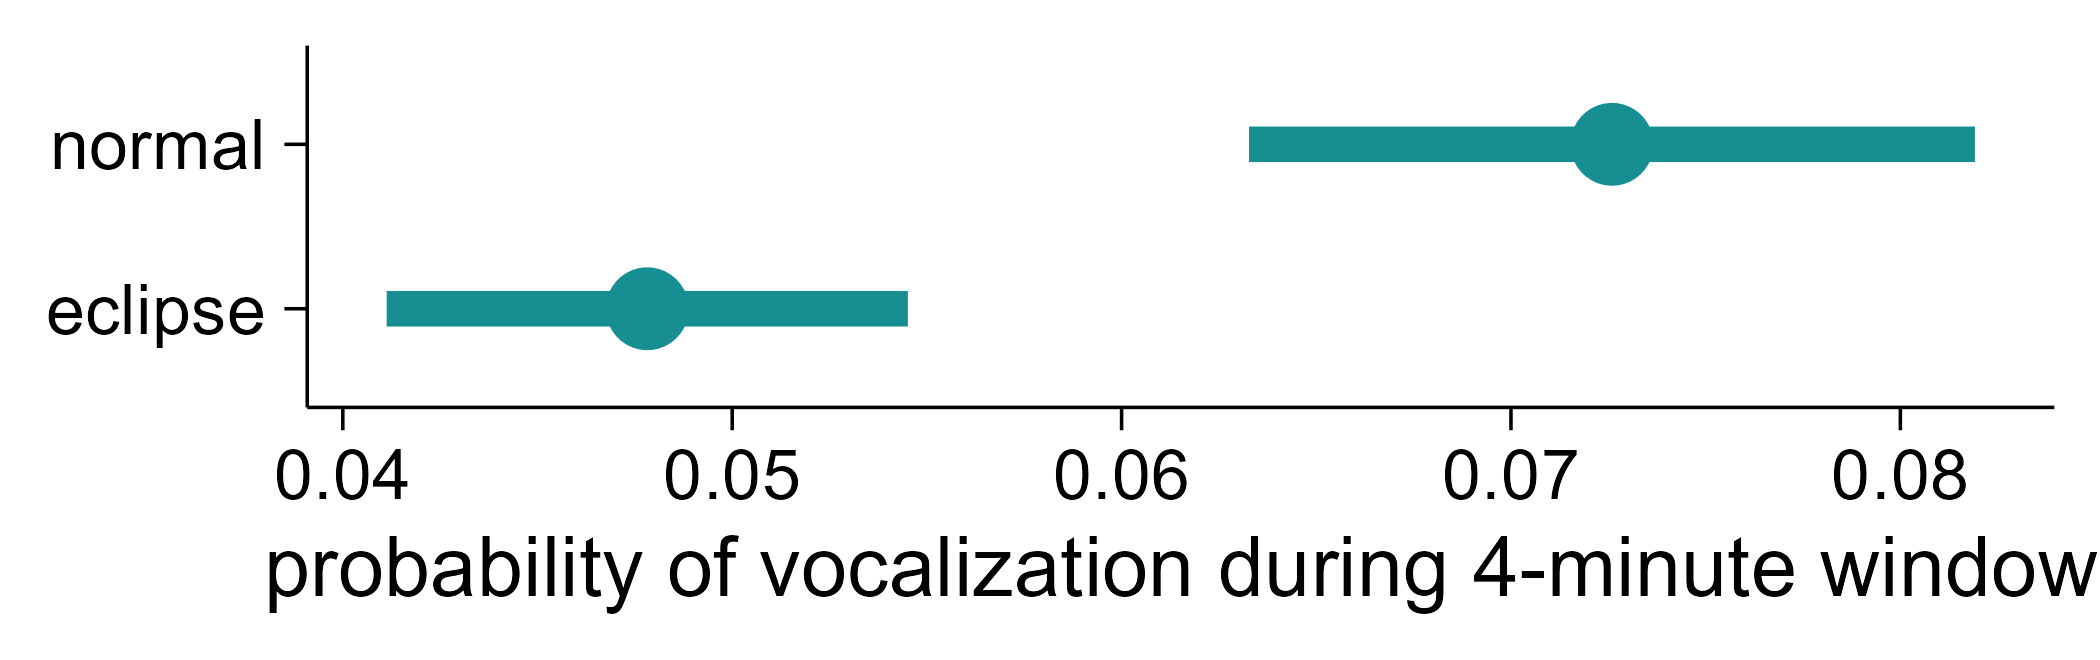 normal
eclipse
0.04 0.05 0.06 0.07 0.08
probability of vocalization during 4-minute window